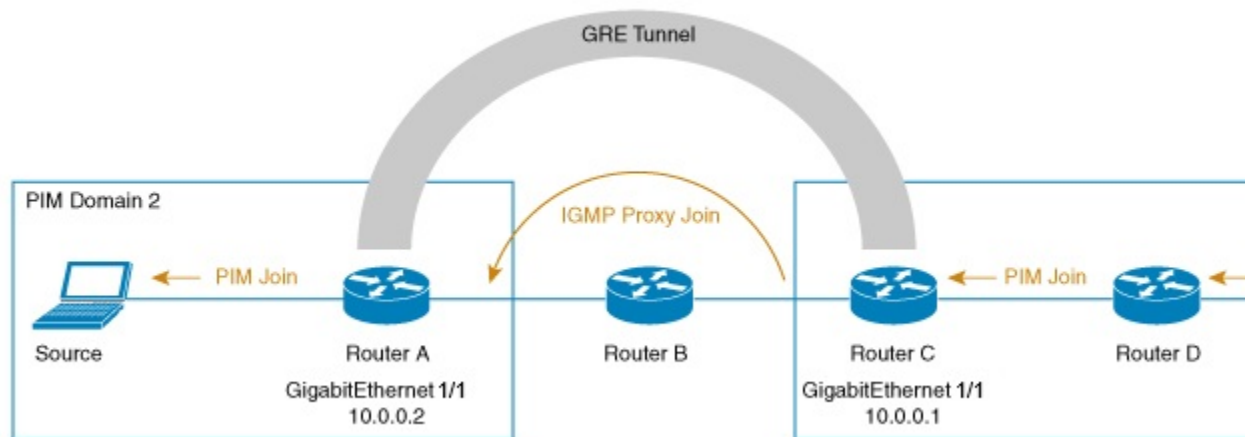 GRE Tunnel
PIM Domain 2
IGMP Proxy Join
PIM Join
PIM Join
Source
Router A
Router B
Router C
Router D
GigabitEthernet 1/1
10.0.0.2
GigabitEthernet 1/1
10.0.0.1